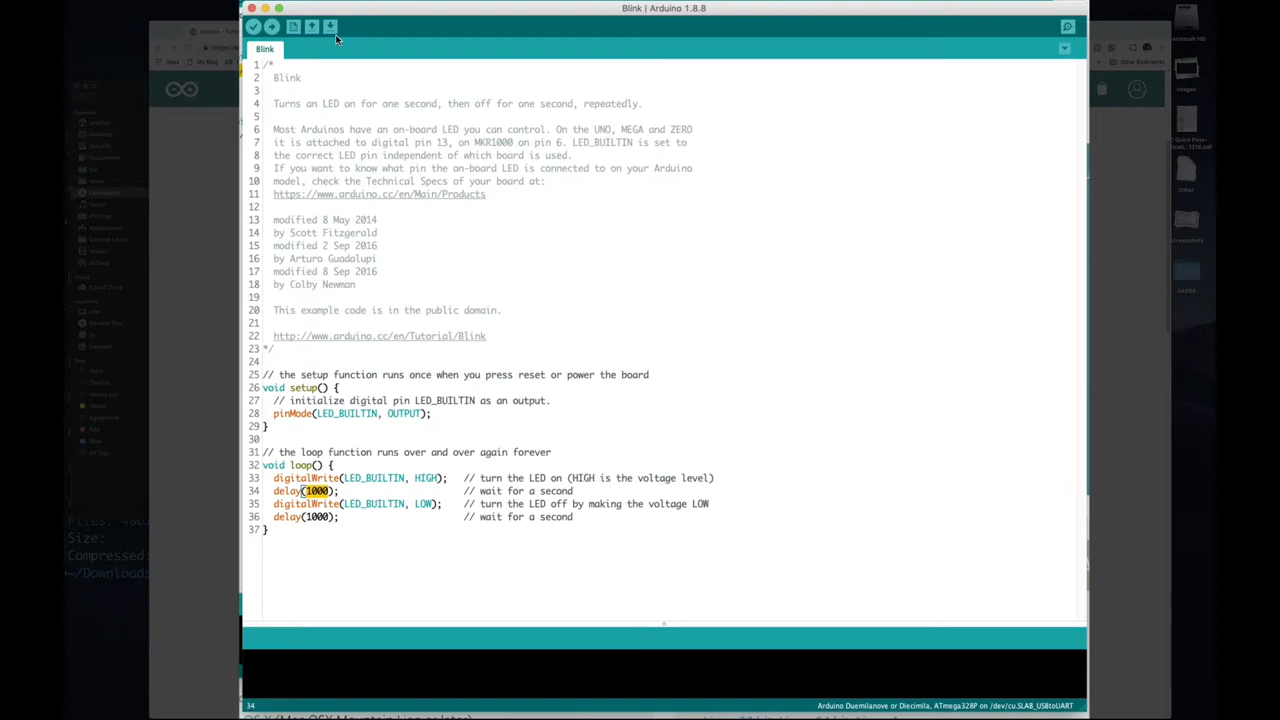 Blink | Arduino 1.8.8
Blink
1 /*
2 Blink
3
4 Turns an LED on for one second, then off for one second, repeatedly.
5
6 Most Arduinos have an on-board LED you can control. On the UNO, MEGA and ZERO
7 it is attached to digital pin 13, on MKR1000 on pin 6. LED_BUILTIN is set to
8 the correct LED pin independent of which board is used.
9 If you want to know what pin the on-board LED is connected to on your Arduino
10 model, check the Technical Specs of your board at:
11 https://www.arduino.cc/en/Main/Products
12
13 modified 8 May 2014
14 by Scott Fitzgerald
15 modified 2 Sep 2016
16 by Arturo Guadalupi
17 modified 8 Sep 2016
18 by Colby Newman
19
20 This example code is in the public domain.
21
22 http://www.arduino.cc/en/Tutorial/Blink
23 */
24
25 // the setup function runs once when you press reset or power the board
26 void setup() {
27 // initialize digital pin LED_BUILTIN as an output.
28 pinMode(LED_BUILTIN, OUTPUT);
29 }
30
31 // the loop function runs over and over again forever
32 void loop() {
33 digitalWrite(LED_BUILTIN, HIGH); // turn the LED on (HIGH is the voltage level)
34 delay(1000); // wait for a second
35 digitalWrite(LED_BUILTIN, LOW); // turn the LED off by making the voltage LOW
36 delay(1000); // wait for a second
37 }
34
Arduino Duemilanove or Diecimila, ATmega328P on /dev/cu.SLAB_USBtoUART
Apps
My Blog
Other Bookmarks
Images
Other
Size:
Compressed:
~/Downloads